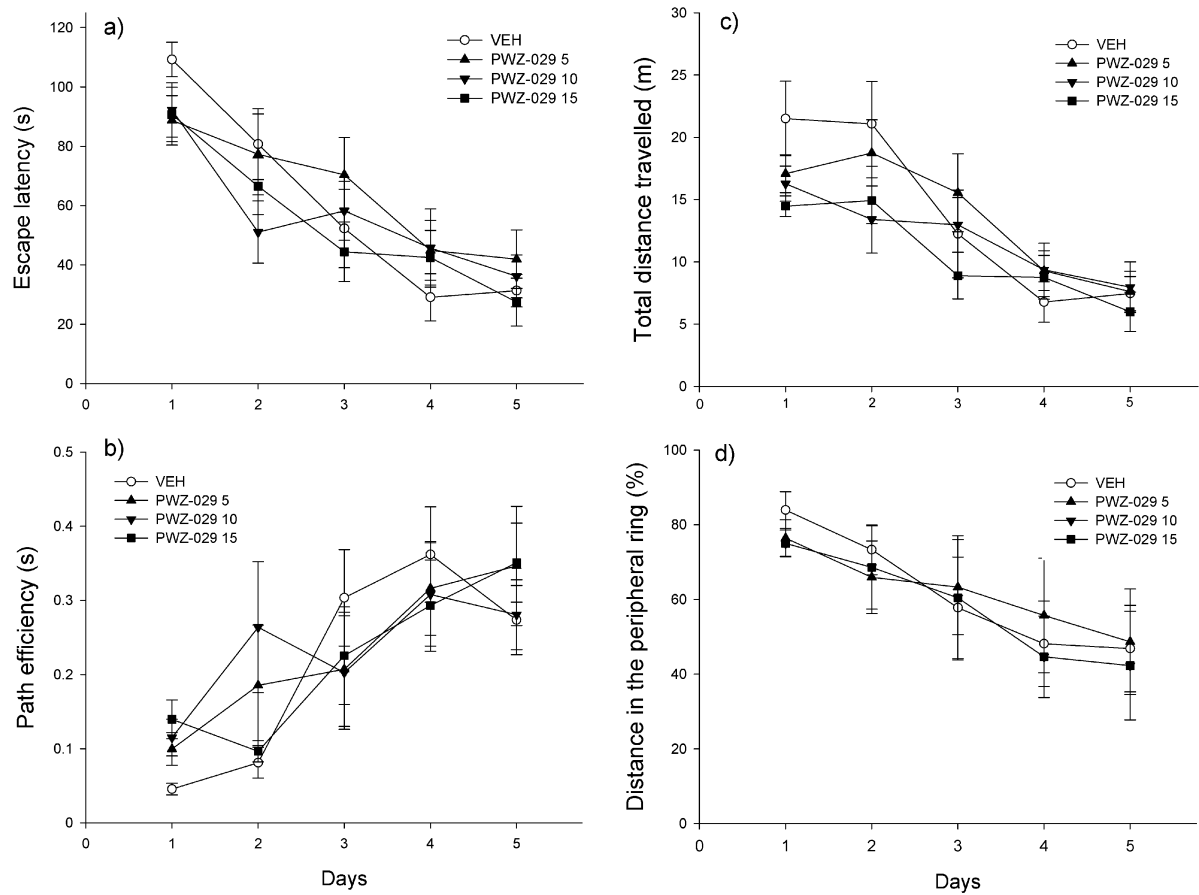 a)
VEH
PWZ-029 5
PWZ-029 10
PWZ-029 15
Escape latency (s)
120
100
80
60
40
20
0
0 1 2 3 4 5
c)
VEH
PWZ-029 5
PWZ-029 10
PWZ-029 15
Total distance travelled (m)
30
25
20
15
10
5
0
0 1 2 3 4 5
b)
VEH
PWZ-029 5
PWZ-029 10
PWZ-029 15
Path efficiency (s)
0.5
0.4
0.3
0.2
0.1
0
0 1 2 3 4 5
Days
d)
VEH
PWZ-029 5
PWZ-029 10
PWZ-029 15
Distance in the peripheral ring (%)
100
80
60
40
20
0
0 1 2 3 4 5
Days